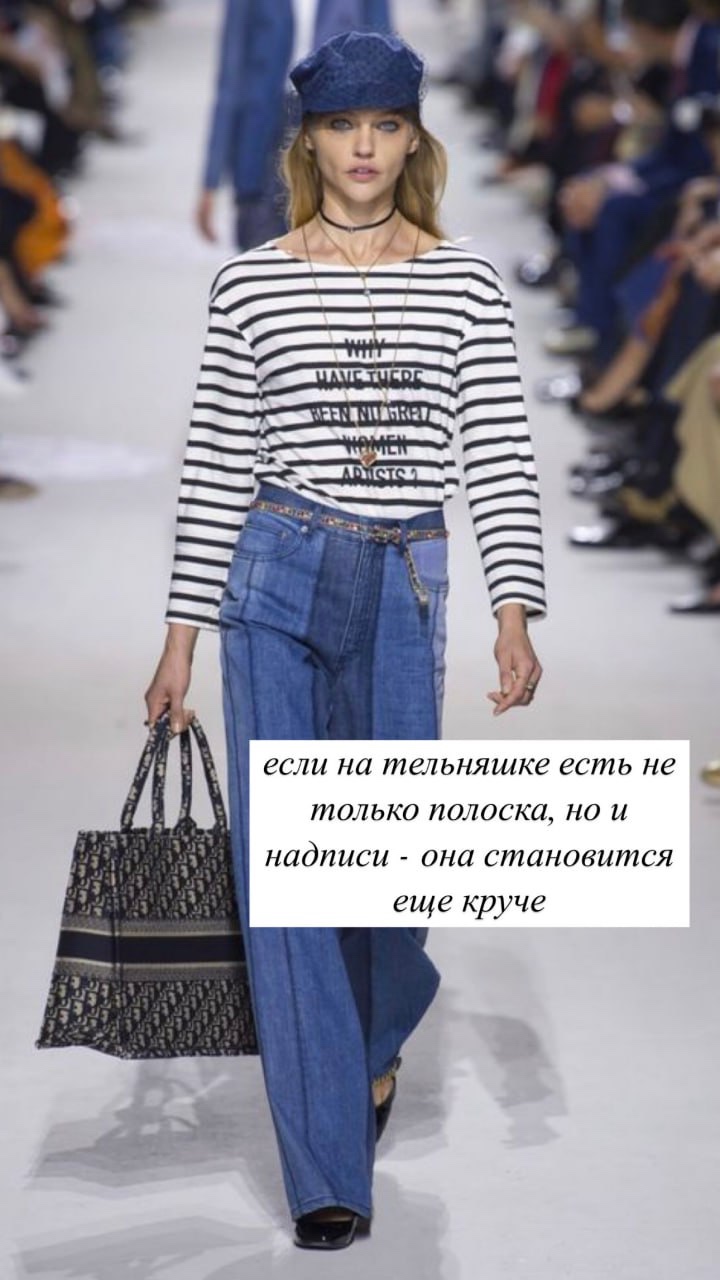 WHY
HAVE THERE
BEEN NO GREAT
WOMEN
ARTISTS ?
если на тельняшке есть не
только полоска, но и
надписи - она становится
еще круче